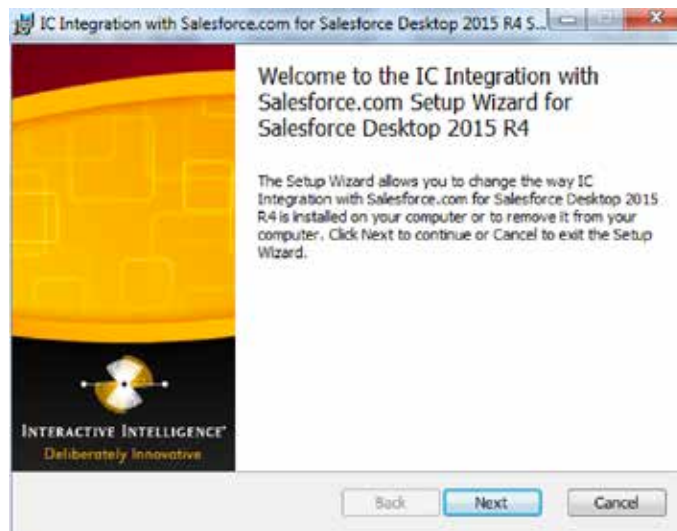 IC Integration with Salesforce.com for Salesforce Desktop 2015 R4 S...
Welcome to the IC Integration with
Salesforce.com Setup Wizard for
Salesforce Desktop 2015 R4
The Setup Wizard allows you to change the way IC
Integration with Salesforce.com for Salesforce Desktop 2015
R4 is installed on your computer or to remove it from your
computer. Click Next to continue or Cancel to exit the Setup
Wizard.
INTERACTIVE INTELLIGENCE®
Deliberately Innovative
Back Next Cancel